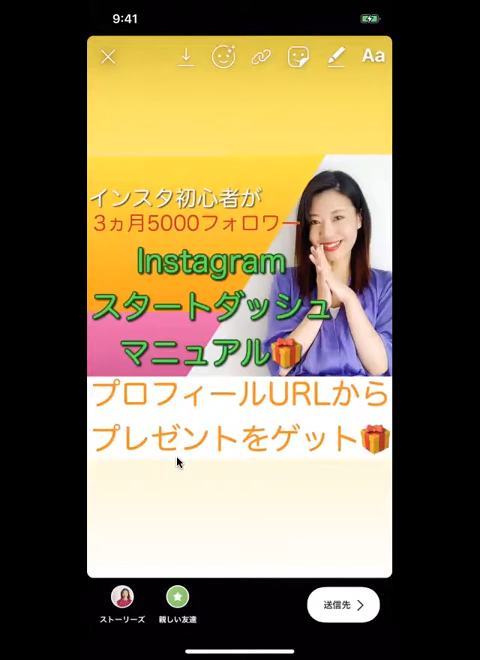 9:41
Aa
インスタ初心者が
3ヵ月5000フォロワー
Instagram
スタートダッシュ
マニュアル🎁
プロフィールURLから
プレゼントをゲット🎁
ストーリーズ
親しい友達
送信先